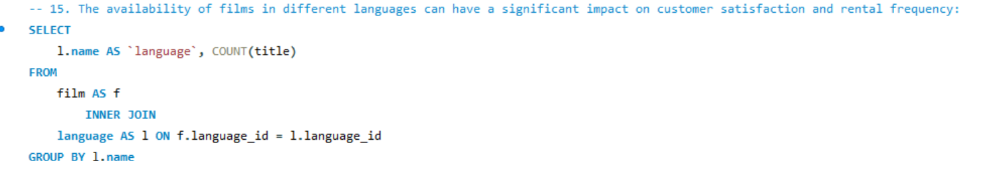 -- 15. The availability of films in different languages can have a significant impact on customer satisfaction and rental frequency:
SELECT
    l.name AS `language`, COUNT(title)
FROM
    film AS f
        INNER JOIN
    language AS l ON f.language_id = l.language_id
GROUP BY l.name